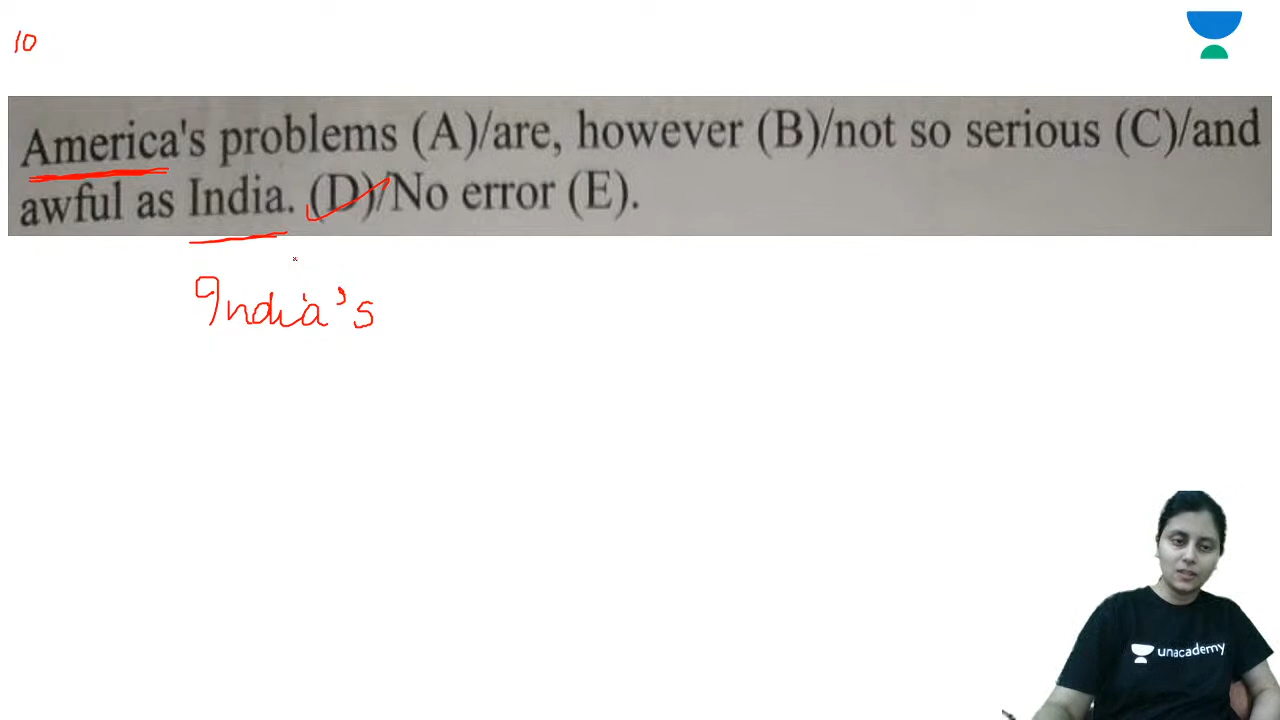 10
America's problems (A)/are, however (B)/not so serious (C)/and
awful as India. (D)/No error (E).
India's
unacademy